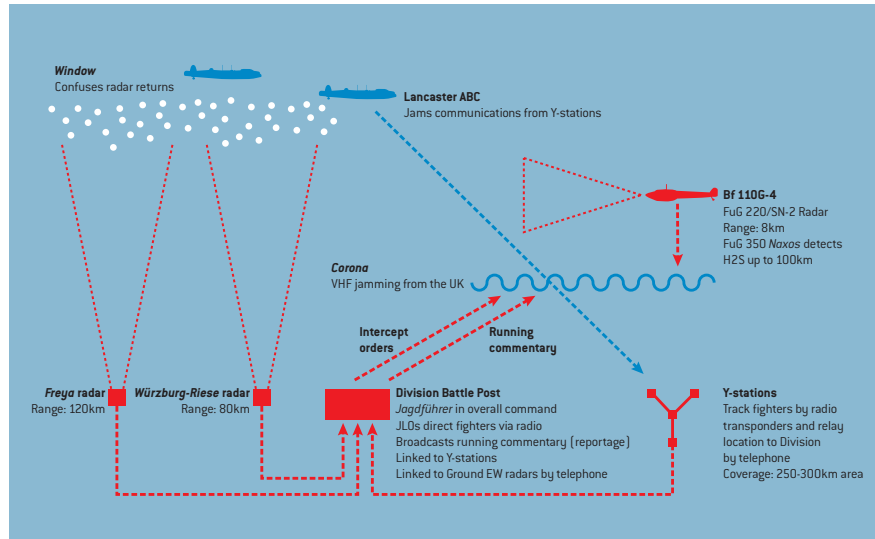 Window
Confuses radar returns
Lancaster ABC
Jams communications from Y-stations
Bf 110G-4
FuG 220/SN-2 Radar
Range: 8km
FuG 350 Naxos detects
H2S up to 100km
Corona
VHF jamming from the UK
Intercept
orders
Running
commentary
Freya radar
Range: 120km
Würzburg-Riese radar
Range: 80km
Division Battle Post
Jagdführer in overall command
JLOs direct fighters via radio
Broadcasts running commentary (reportage)
Linked to Y-stations
Linked to Ground EW radars by telephone
Y-stations
Track fighters by radio
transponders and relay
location to Division
by telephone
Coverage: 250-300km area